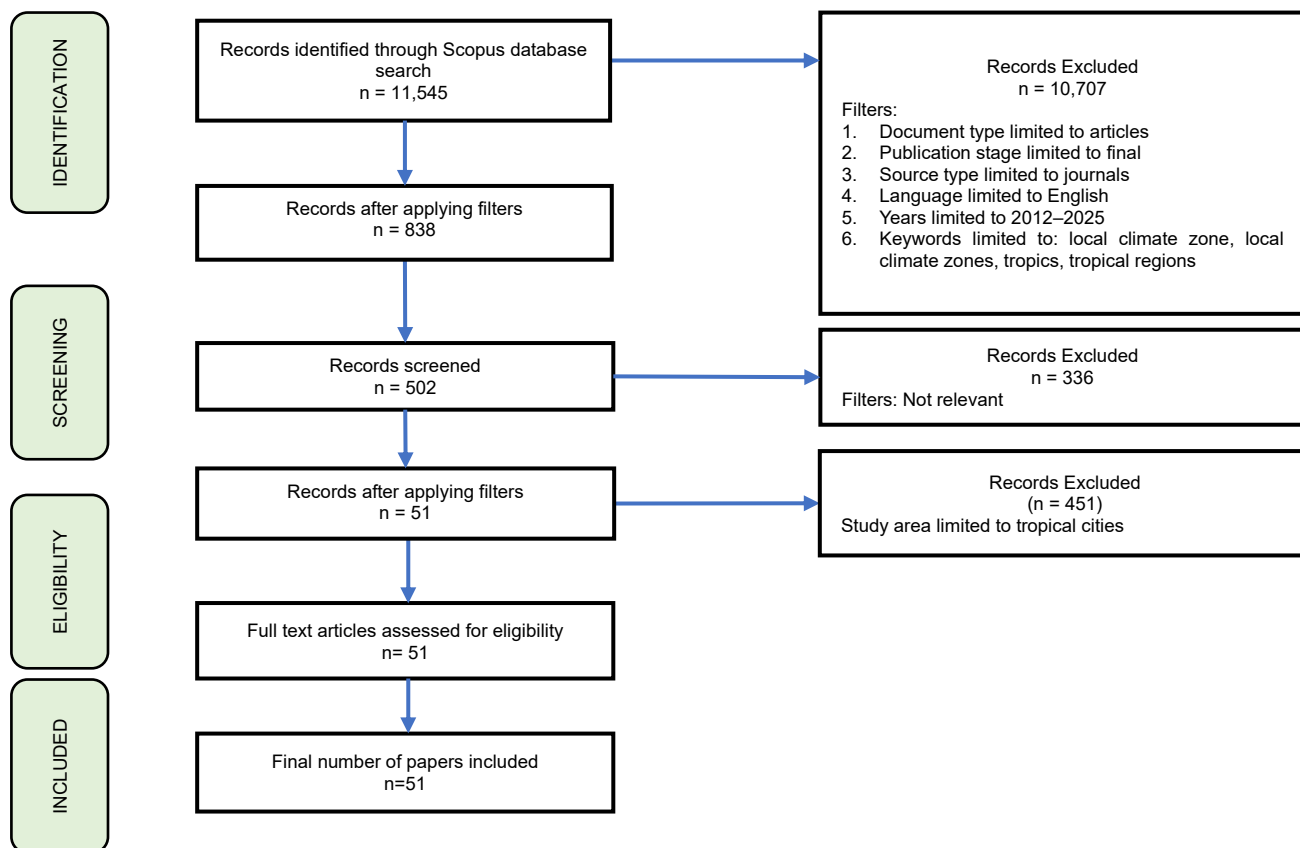 IDENTIFICATION
Records identified through Scopus database
search
n = 11,545
Records Excluded
n = 10,707
Filters:
1. Document type limited to articles
2. Publication stage limited to final
3. Source type limited to journals
4. Language limited to English
5. Years limited to 2012–2025
6. Keywords limited to: local climate zone, local
climate zones, tropics, tropical regions
Records after applying filters
n = 838
SCREENING
Records screened
n = 502
Records Excluded
n = 336
Filters: Not relevant
Records after applying filters
n = 51
Records Excluded
(n = 451)
Study area limited to tropical cities
ELIGIBILITY
Full text articles assessed for eligibility
n= 51
INCLUDED
Final number of papers included
n=51